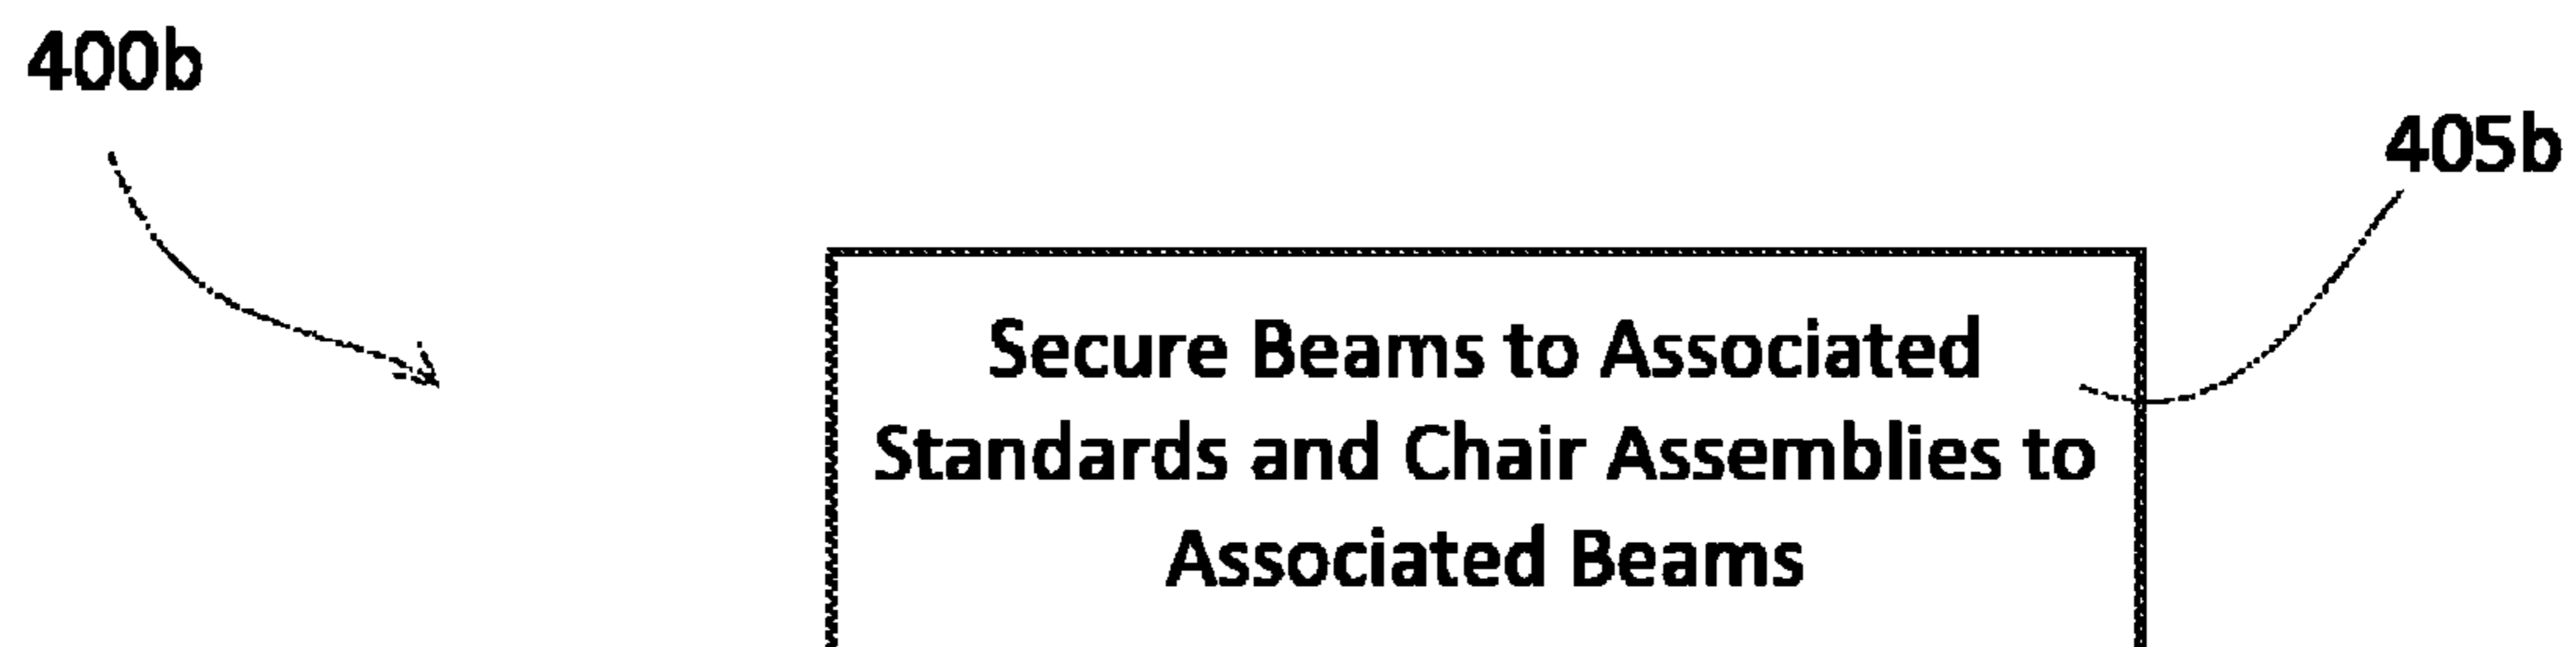 400b
405b
Secure Beams to Associated
Standards and Chair Assemblies to
Associated Beams